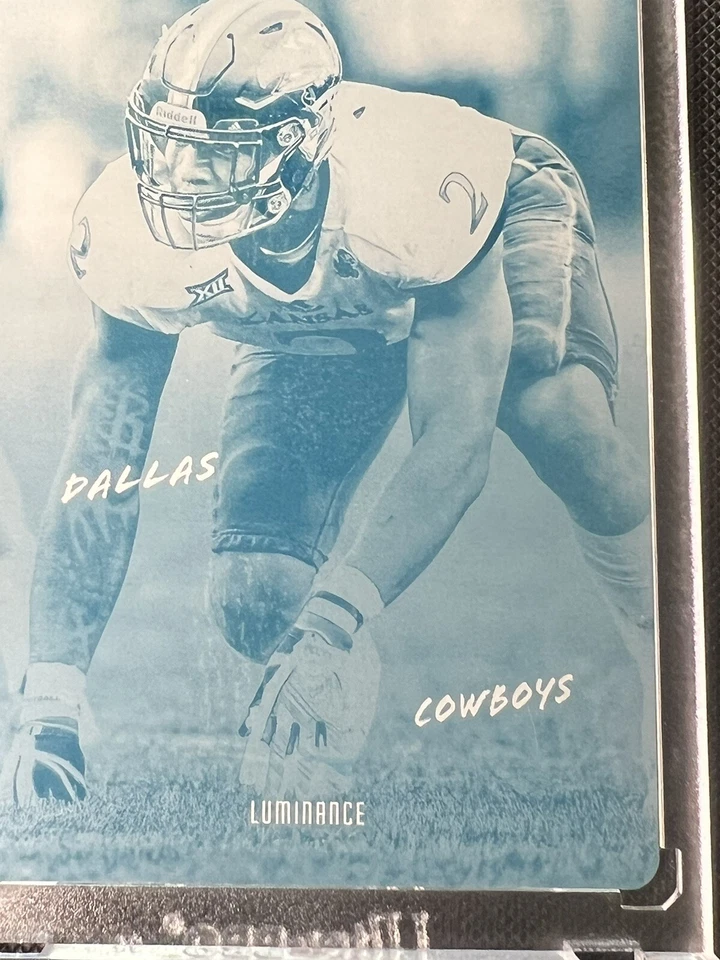 Riddell
2
2
XII
KANSAS
DALLAS
COWBOYS
LUMINANCE